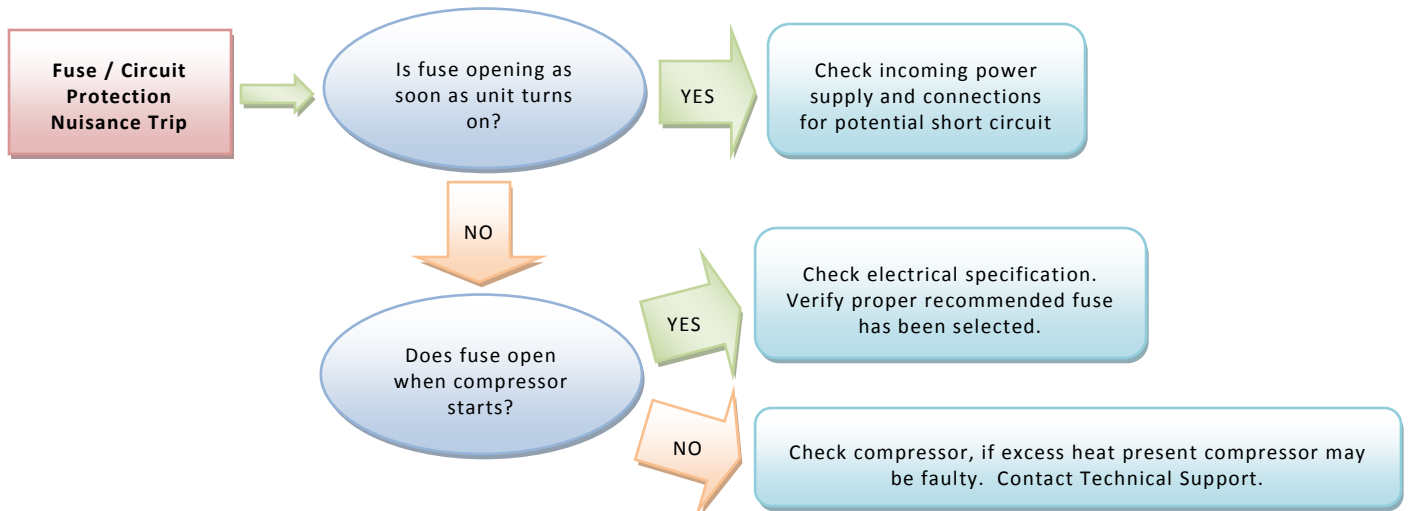 Fuse / Circuit
Protection
Nuisance Trip
Is fuse opening as
soon as unit turns
on?
YES
Check incoming power
supply and connections
for potential short circuit
NO
Does fuse open
when compressor
starts?
YES
Check electrical specification.
Verify proper recommended fuse
has been selected.
NO
Check compressor, if excess heat present compressor may
be faulty.  Contact Technical Support.